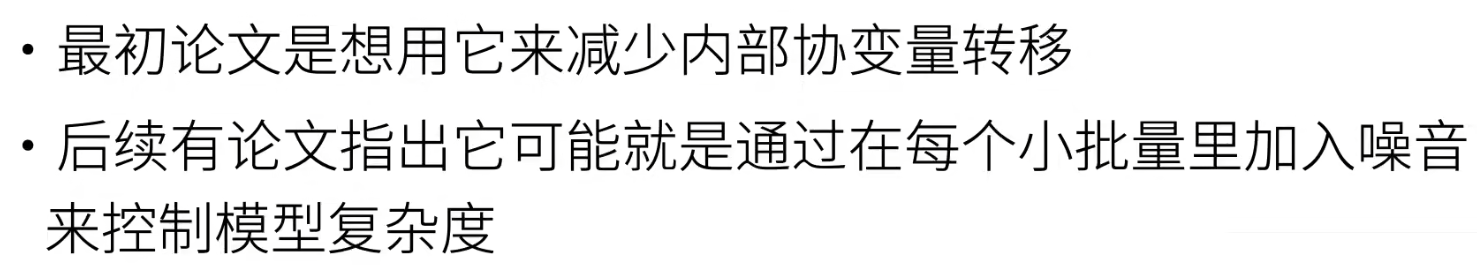 • 最初论文是想用它来减少内部协变量转移
• 后续有论文指出它可能就是通过在每个小批量里加入噪音
来控制模型复杂度